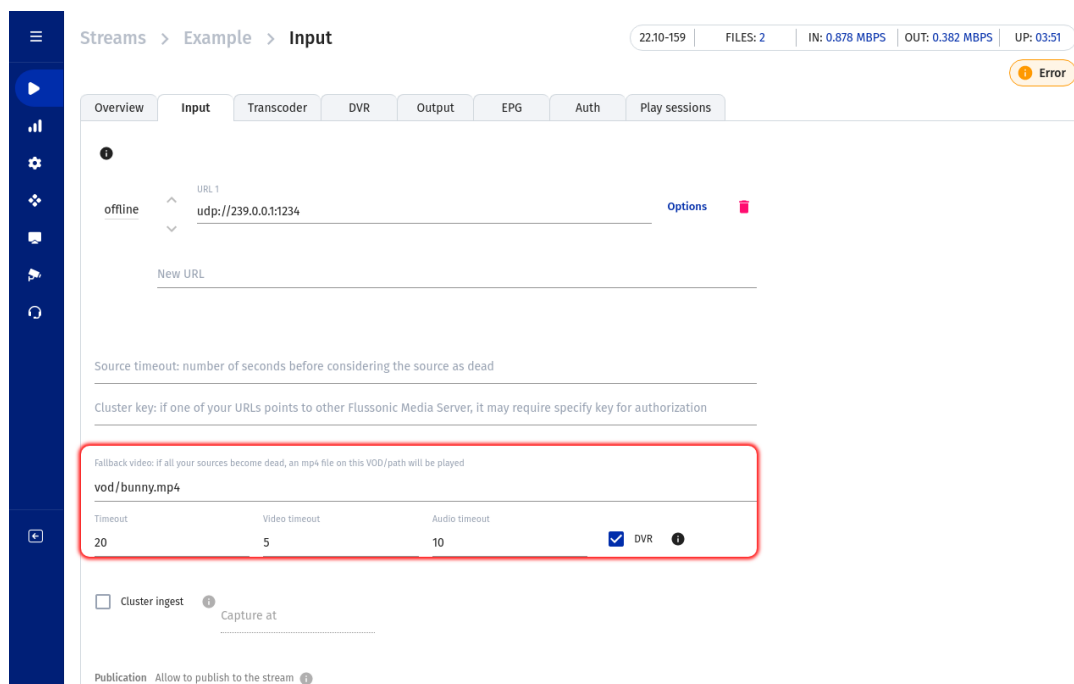 Streams > Example > Input
22.10-159 FILES: 2 IN: 0.878 MBPS OUT: 0.382 MBPS UP: 03:51
Error
Overview Input Transcoder DVR Output EPG Auth Play sessions
URL 1
offline udp://239.0.0.1:1234 Options
New URL
Source timeout: number of seconds before considering the source as dead
Cluster key: if one of your URLs points to other Flussonic Media Server, it may require specify key for authorization
Fallback video: if all your sources become dead, an mp4 file on this VOD/path will be played
vod/bunny.mp4
Timeout Video timeout Audio timeout
20 5 10 DVR
Cluster ingest
Capture at
Publication Allow to publish to the stream